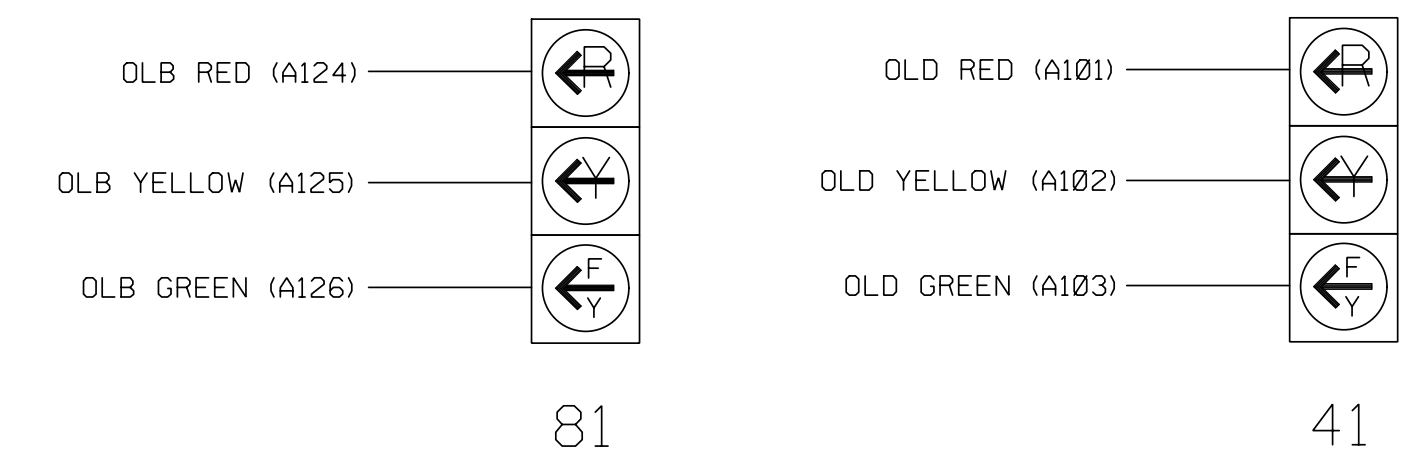 OLB RED (A124)
R
OLB YELLOW (A125)
Y
OLB GREEN (A126)
F
Y
81
OLD RED (A1Ø1)
R
OLD YELLOW (A1Ø2)
Y
OLD GREEN (A1Ø3)
F
Y
41